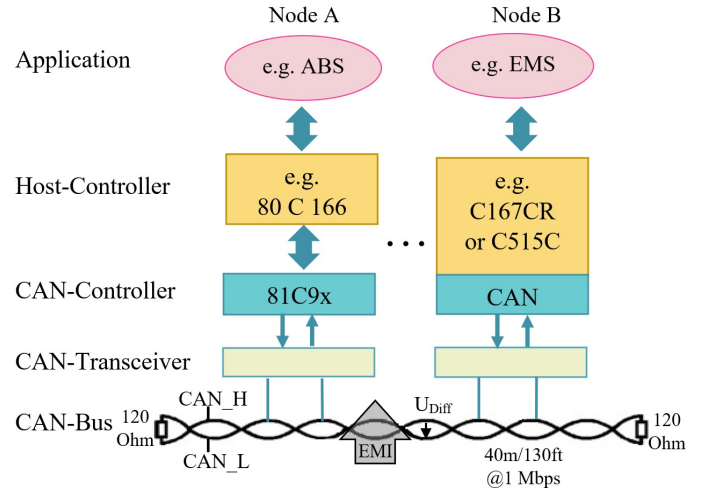 Node A
Node B
Application
e.g. ABS
e.g. EMS
Host-Controller
e.g.
80 C 166
e.g.
C167CR
or C515C
. . .
CAN-Controller
81C9x
CAN
CAN-Transceiver
CAN-Bus
120
Ohm
CAN_H
CAN_L
EMI
UDiff
40m/130ft
@1 Mbps
120
Ohm